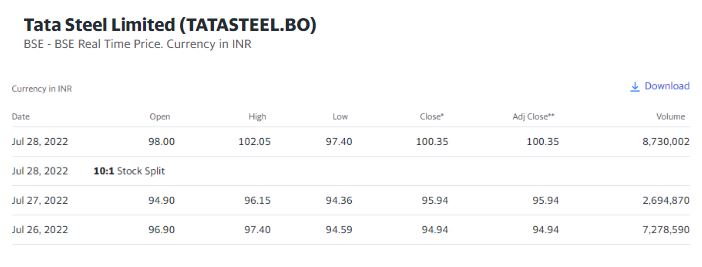 Tata Steel Limited (TATASTEEL.BO)
BSE - BSE Real Time Price. Currency in INR
Currency in INR Download
Date Open High Low Close* Adj Close** Volume
Jul 28, 2022 98.00 102.05 97.40 100.35 100.35 8,730,002
Jul 28, 2022 10:1 Stock Split
Jul 27, 2022 94.90 96.15 94.36 95.94 95.94 2,694,870
Jul 26, 2022 96.90 97.40 94.59 94.94 94.94 7,278,590